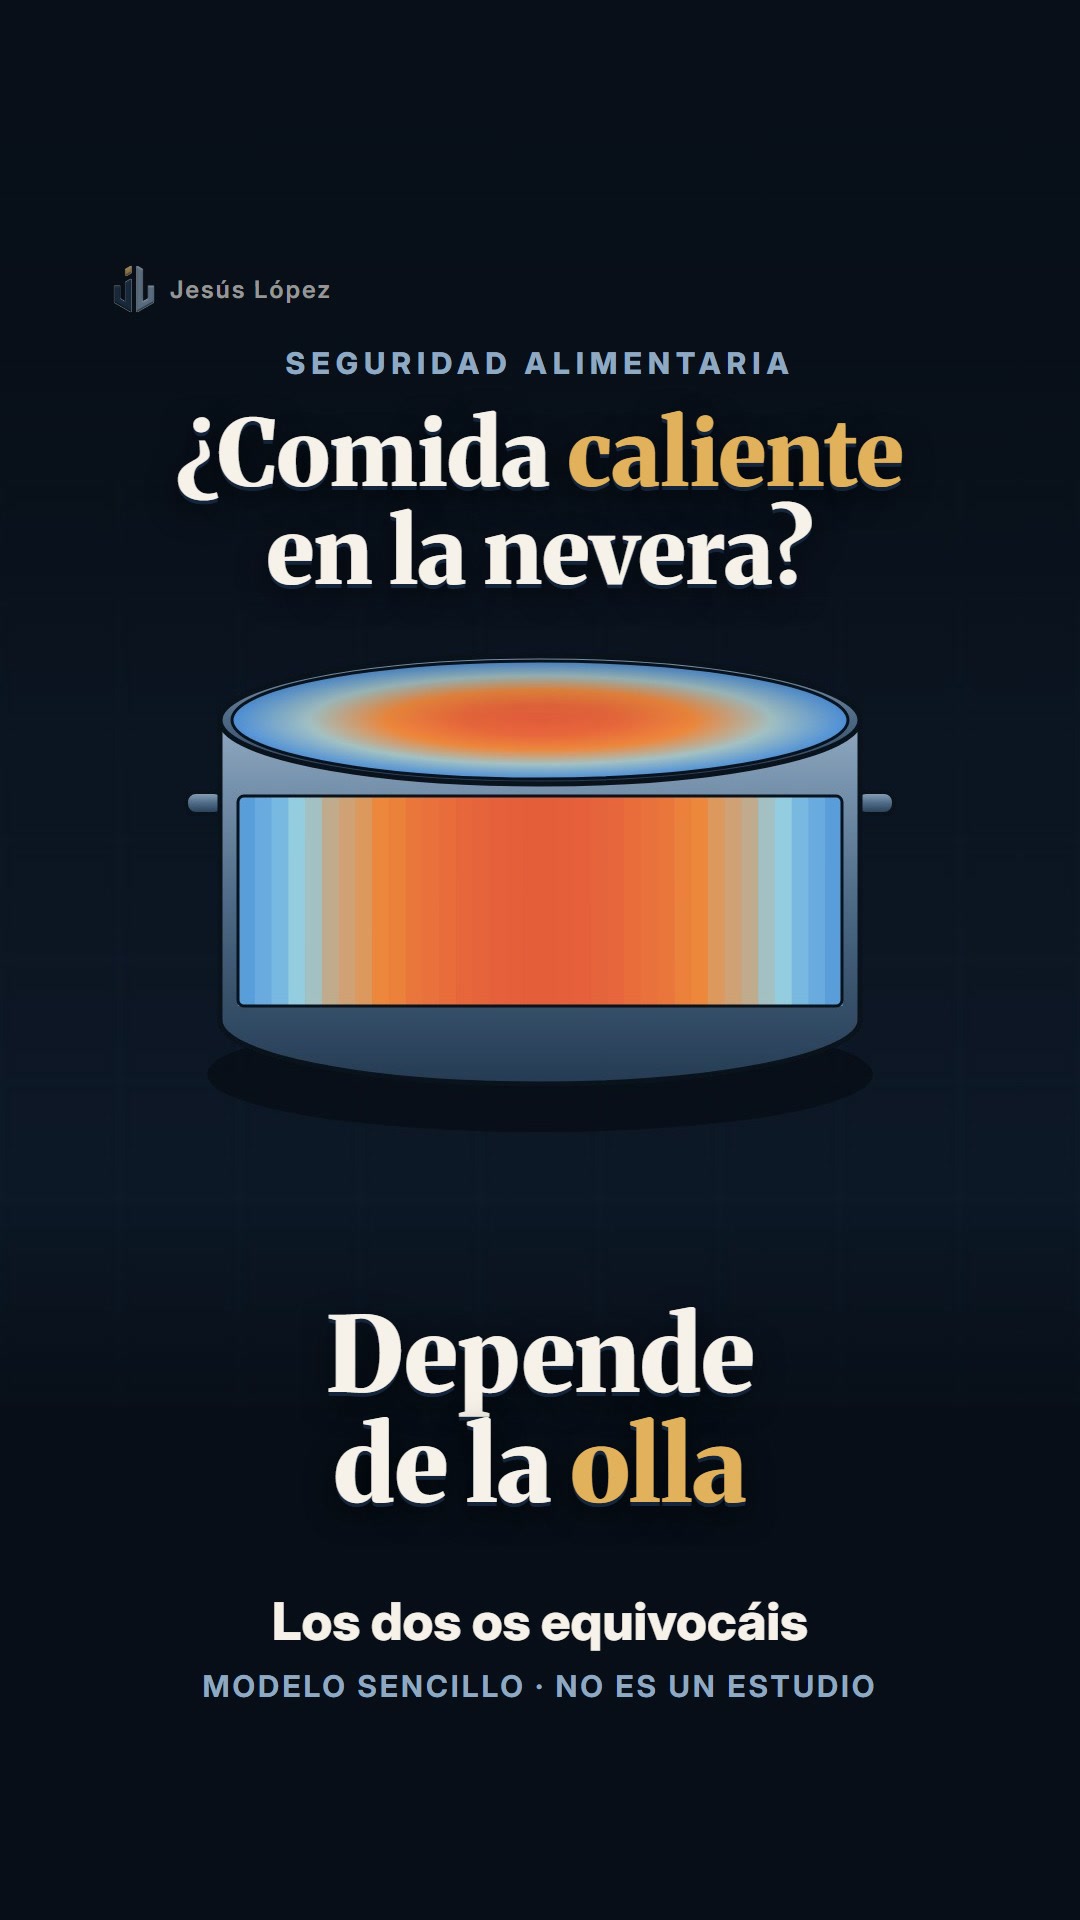 Jesús López
SEGURIDAD ALIMENTARIA
¿Comida caliente
en la nevera?
Depende
de la olla
Los dos os equivocáis
MODELO SENCILLO · NO ES UN ESTUDIO